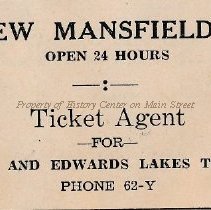 EW MANSFIELD
OPEN 24 HOURS
Property of History Center on Main Street
Ticket Agent
—FOR—
AND EDWARDS LAKES T
PHONE 62-Y